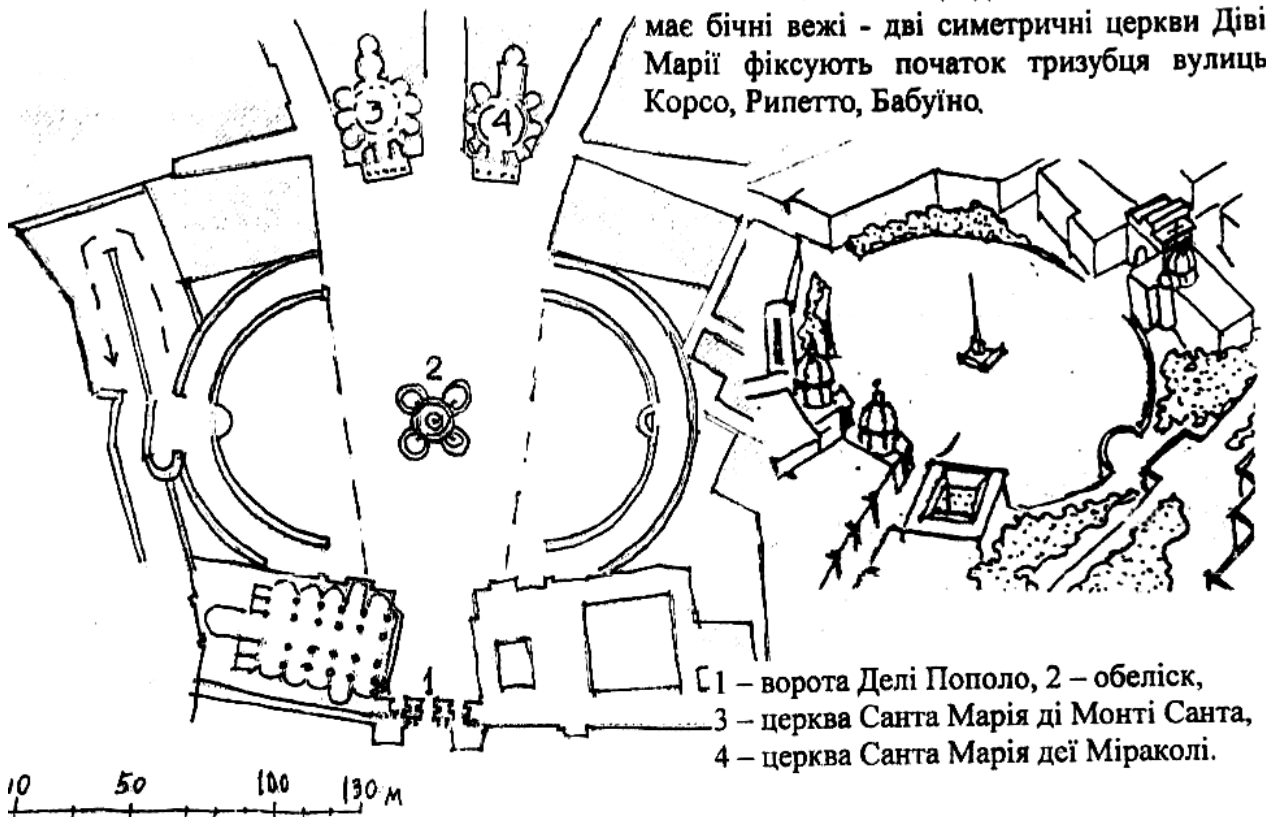 має бічні вежі - дві симетричні церкви Діві
Марії фіксують початок тризубця вулиць
Корсо, Рипетто, Бабуїно.
3
4
2
1
1 – ворота Делі Пополо, 2 – обеліск,
3 – церква Санта Марія ді Монті Санта,
4 – церква Санта Марія деї Міраколі.
10 50 100 130 м